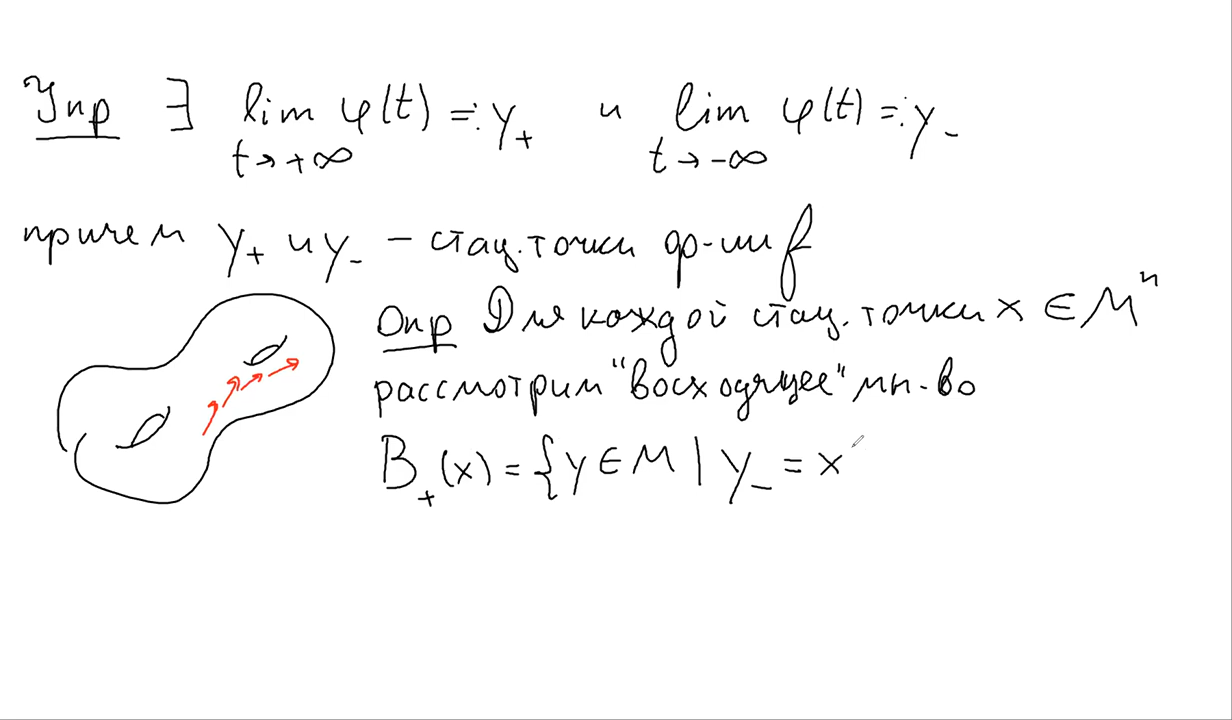 Упр ∃ lim φ(t) =: y₊ и lim φ(t) =: y₋
t→+∞ t→-∞
причем y₊ и y₋ – стац. точки ф-ии f
Опр Для каждой стац. точки x ∈ Mⁿ
рассмотрим "восходящее" мн-во
B₊(x) = {y ∈ M | y₋ = x